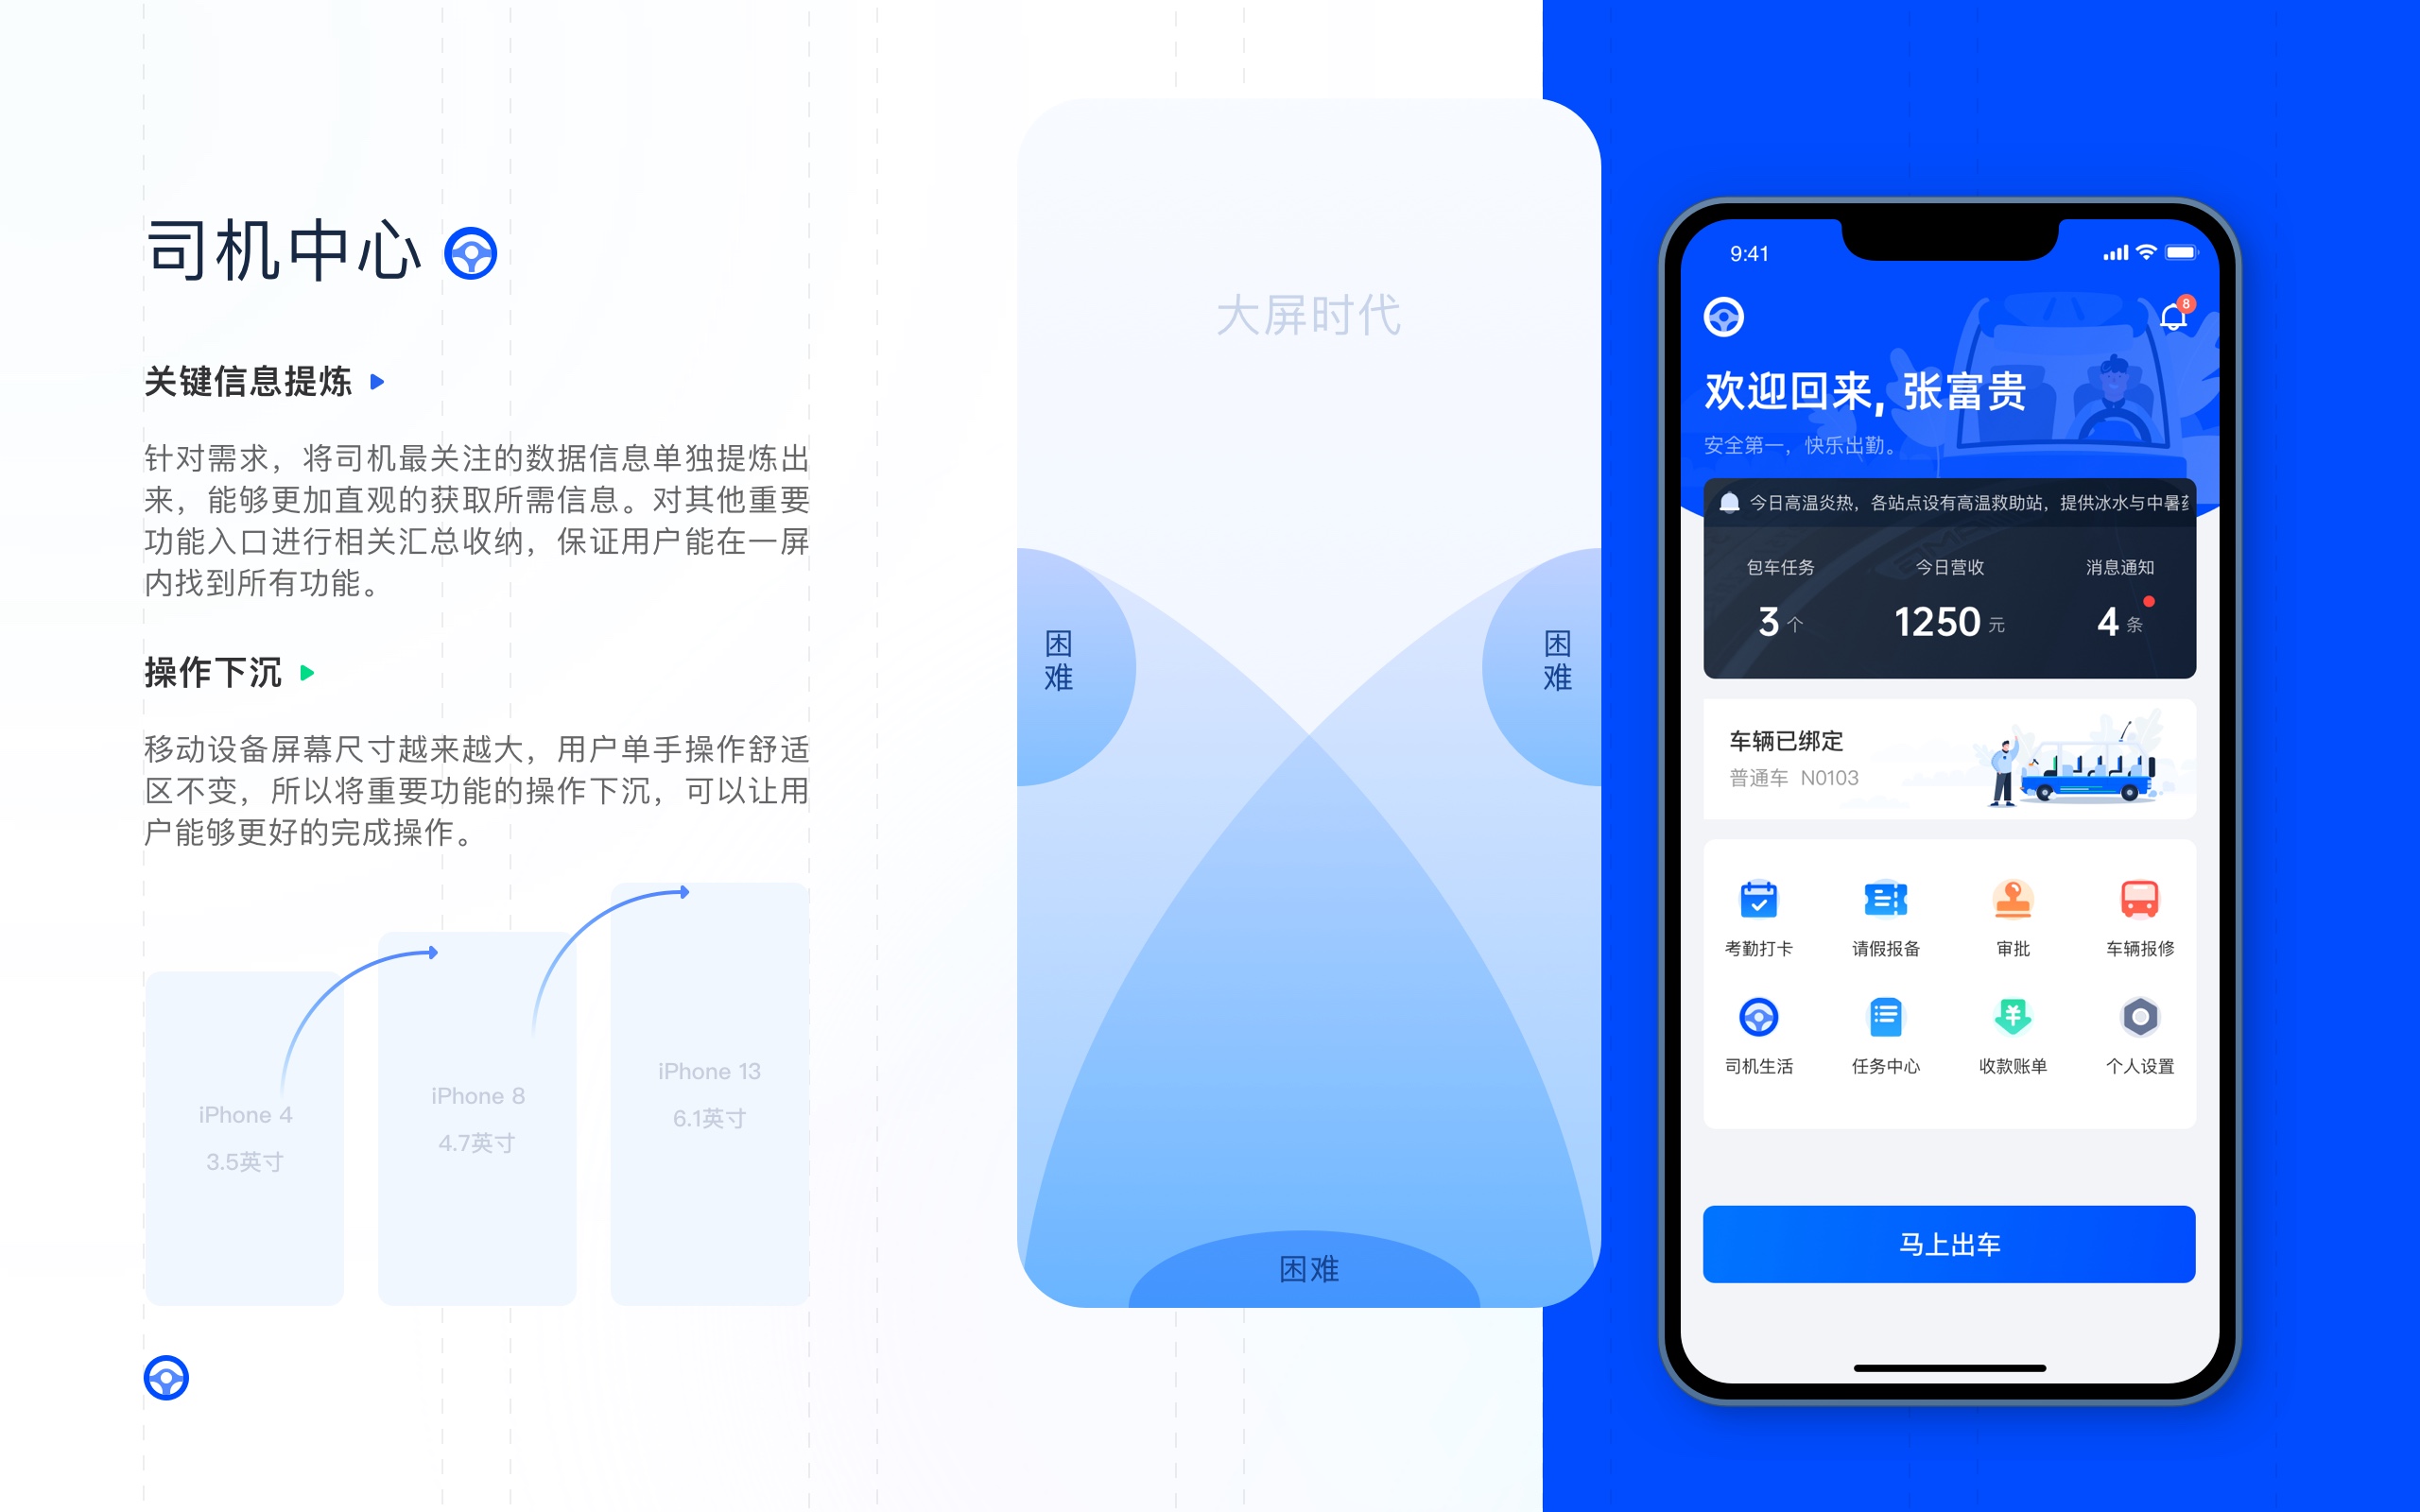 司机中心
关键信息提炼
针对需求，将司机最关注的数据信息单独提炼出
来，能够更加直观的获取所需信息。对其他重要
功能入口进行相关汇总收纳，保证用户能在一屏
内找到所有功能。
操作下沉
移动设备屏幕尺寸越来越大，用户单手操作舒适
区不变，所以将重要功能的操作下沉，可以让用
户能够更好的完成操作。
iPhone 4
3.5英寸
iPhone 8
4.7英寸
iPhone 13
6.1英寸
大屏时代
困难
困难
困难
9:41
8
欢迎回来, 张富贵
安全第一，快乐出勤。
今日高温炎热，各站点设有高温救助站，提供冰水与中暑
包车任务 今日营收 消息通知
3 个 1250 元 4 条
车辆已绑定
普通车 N0103
考勤打卡 请假报备 审批 车辆报修
司机生活 任务中心 收款账单 个人设置
马上出车